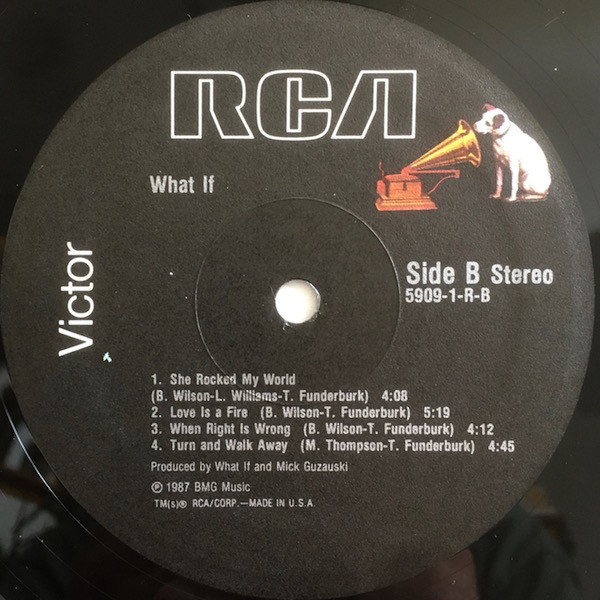 RCA
What If
Victor
Side B Stereo
5909-1-R-B
1. She Rocked My World
(B. Wilson-L. Williams-T. Funderburk) 4:08
2. Love Is a Fire (B. Wilson-T. Funderburk) 5:19
3. When Right Is Wrong (B. Wilson-T. Funderburk) 4:12
4. Turn and Walk Away (M. Thompson-T. Funderburk) 4:45
Produced by What If and Mick Guzauski
℗ 1987 BMG Music
TM(s)® RCA/CORP.—MADE IN U.S.A.